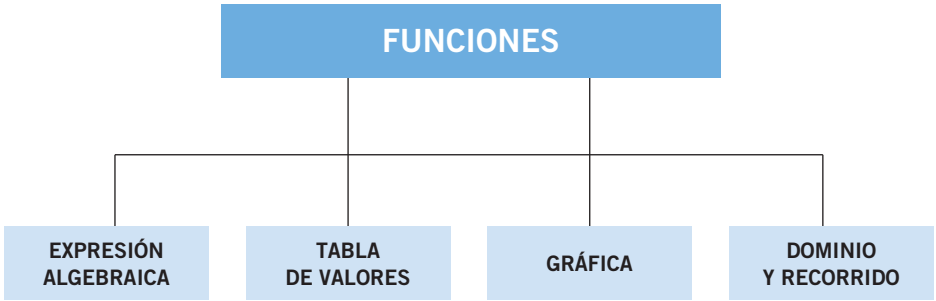 FUNCIONES
EXPRESIÓN
ALGEBRAICA
TABLA
DE VALORES
GRÁFICA
DOMINIO
Y RECORRIDO